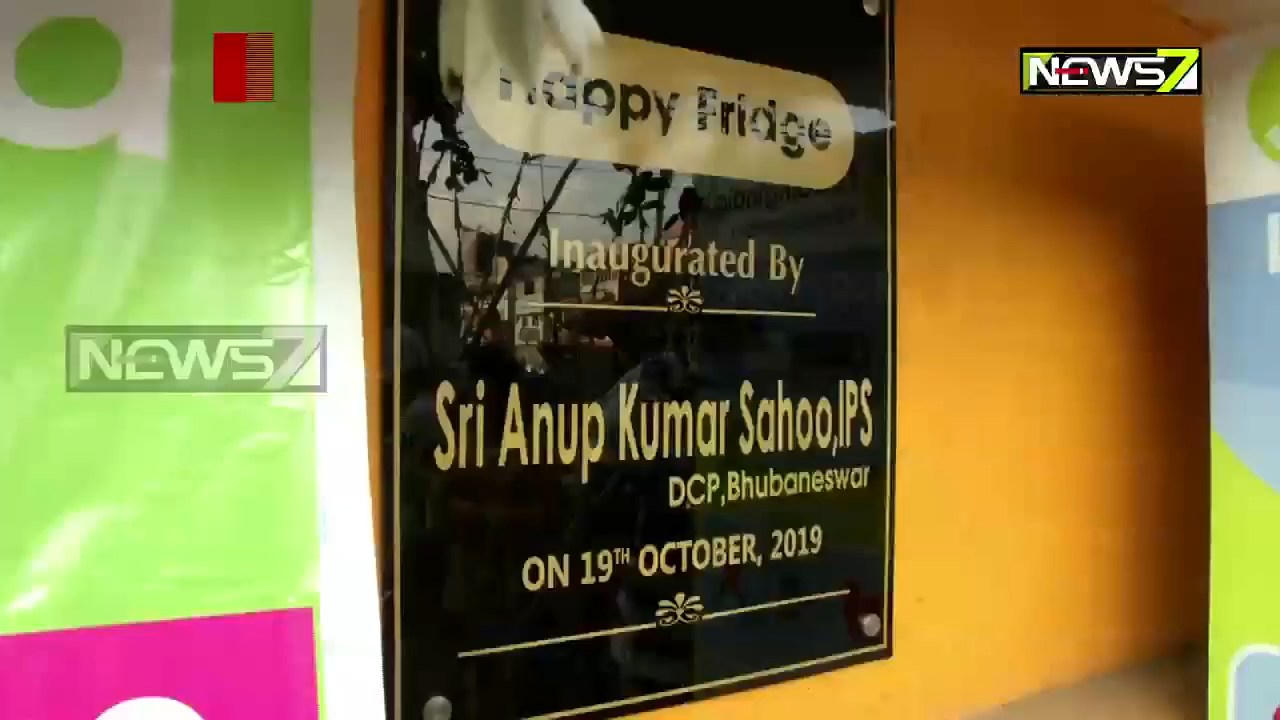 NEWS7
Happy Fridge
Inaugurated By
NEWS7
Sri Anup Kumar Sahoo,IPS
DCP,Bhubaneswar
ON 19TH OCTOBER, 2019